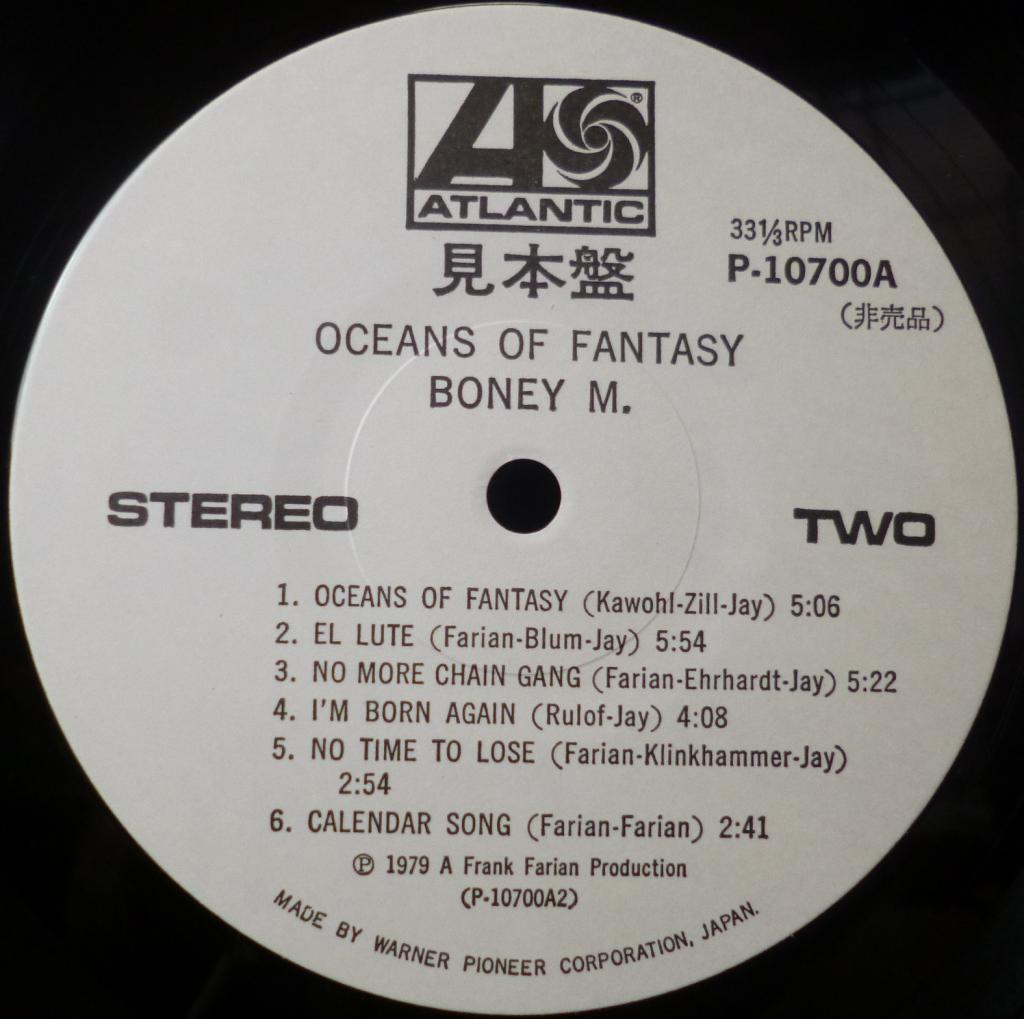 ATLANTIC
®
見本盤
33⅓RPM
P-10700A
(非売品)
OCEANS OF FANTASY
BONEY M.
STEREO
TWO
1. OCEANS OF FANTASY (Kawohl-Zill-Jay) 5:06
2. EL LUTE (Farian-Blum-Jay) 5:54
3. NO MORE CHAIN GANG (Farian-Ehrhardt-Jay) 5:22
4. I'M BORN AGAIN (Rulof-Jay) 4:08
5. NO TIME TO LOSE (Farian-Klinkhammer-Jay)
2:54
6. CALENDAR SONG (Farian-Farian) 2:41
Ⓟ 1979 A Frank Farian Production
(P-10700A2)
MADE BY WARNER PIONEER CORPORATION, JAPAN.